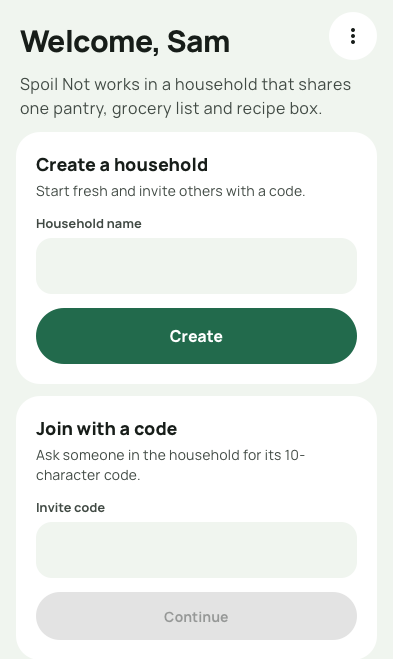 Welcome, Sam
Spoil Not works in a household that shares
one pantry, grocery list and recipe box.
Create a household
Start fresh and invite others with a code.
Household name
Create
Join with a code
Ask someone in the household for its 10-
character code.
Invite code
Continue